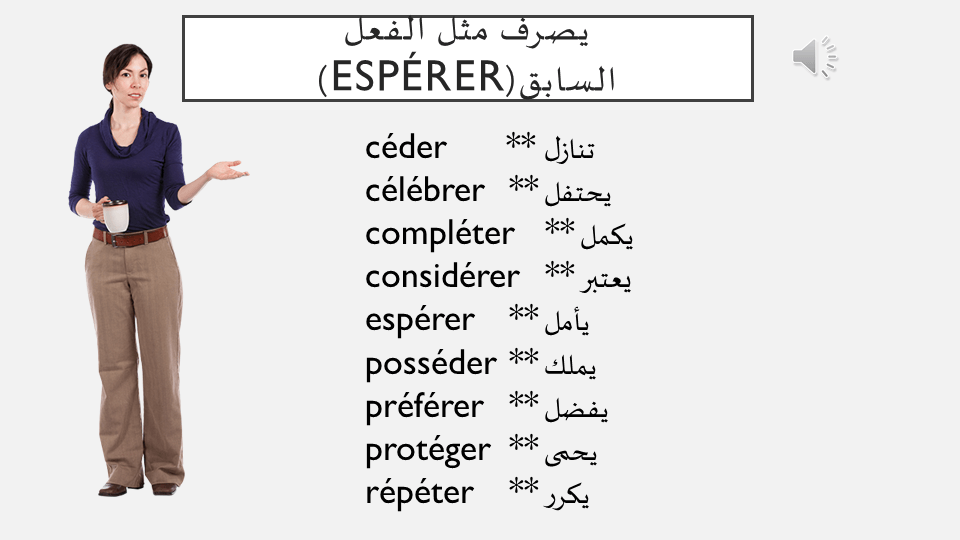 يصرف مثل الفعل
السابق(ESPÉRER)
céder ** تنازل
célébrer ** يحتفل
compléter ** يكمل
considérer ** يعتبر
espérer ** يأمل
posséder ** يملك
préférer ** يفضل
protéger ** يحمى
répéter ** يكرر